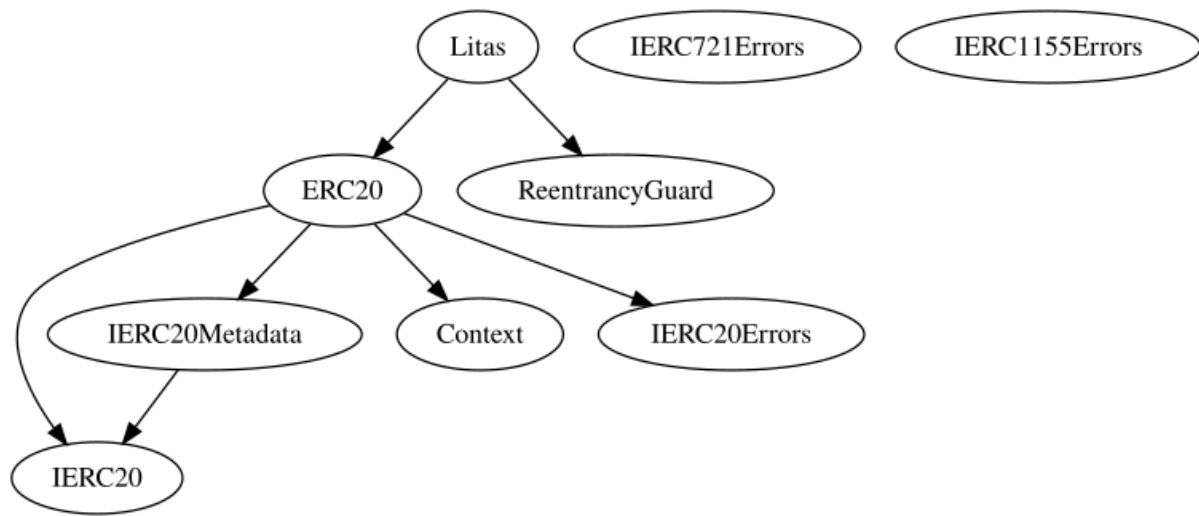 Litas
IERC721Errors
IERC1155Errors
ERC20
ReentrancyGuard
IERC20Metadata
Context
IERC20Errors
IERC20